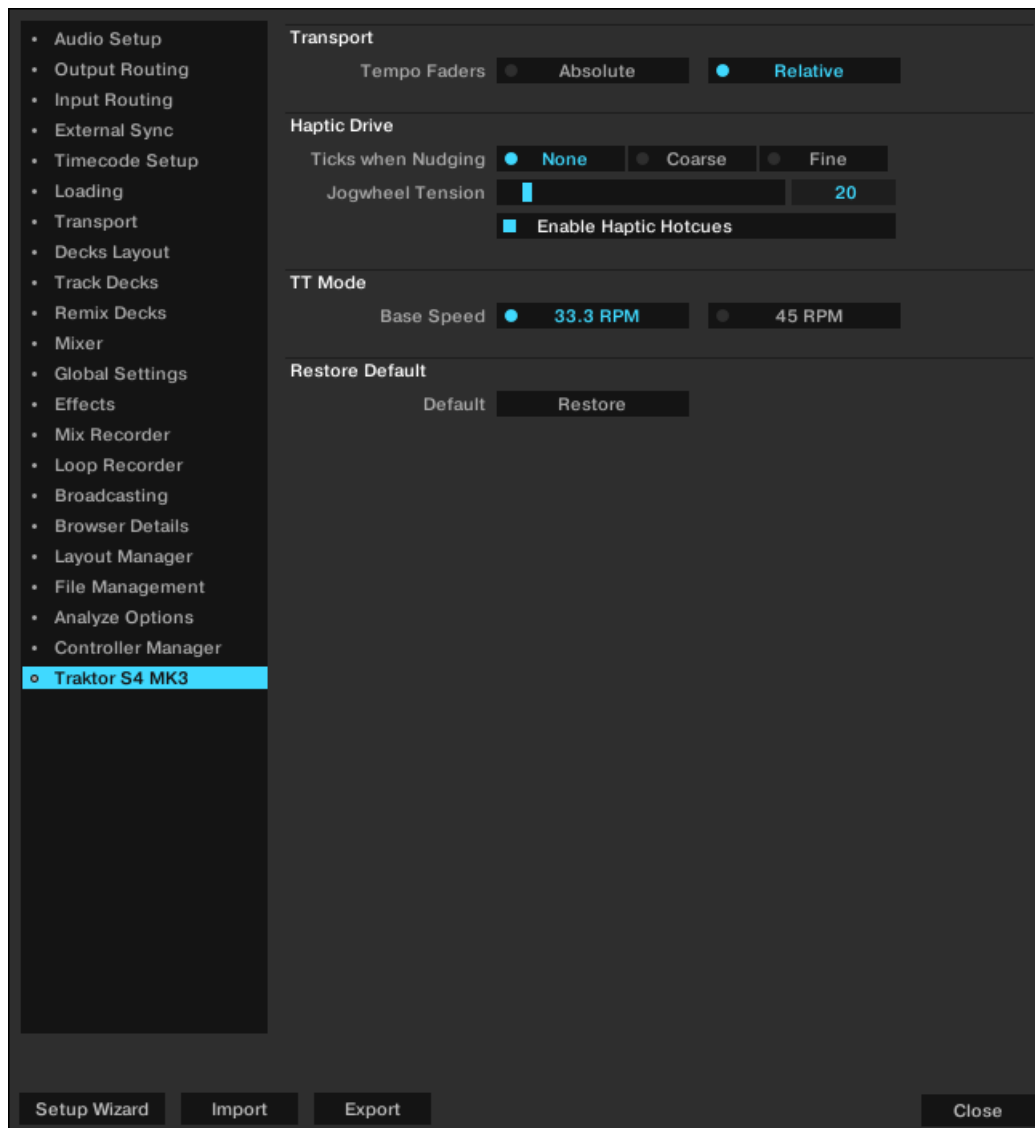 Audio Setup
Output Routing
Input Routing
External Sync
Timecode Setup
Loading
Transport
Decks Layout
Track Decks
Remix Decks
Mixer
Global Settings
Effects
Mix Recorder
Loop Recorder
Broadcasting
Browser Details
Layout Manager
File Management
Analyze Options
Controller Manager
Traktor S4 MK3
Transport
Tempo Faders Absolute Relative
Haptic Drive
Ticks when Nudging None Coarse Fine
Jogwheel Tension 20
Enable Haptic Hotcues
TT Mode
Base Speed 33.3 RPM 45 RPM
Restore Default
Default Restore
Setup Wizard Import Export Close